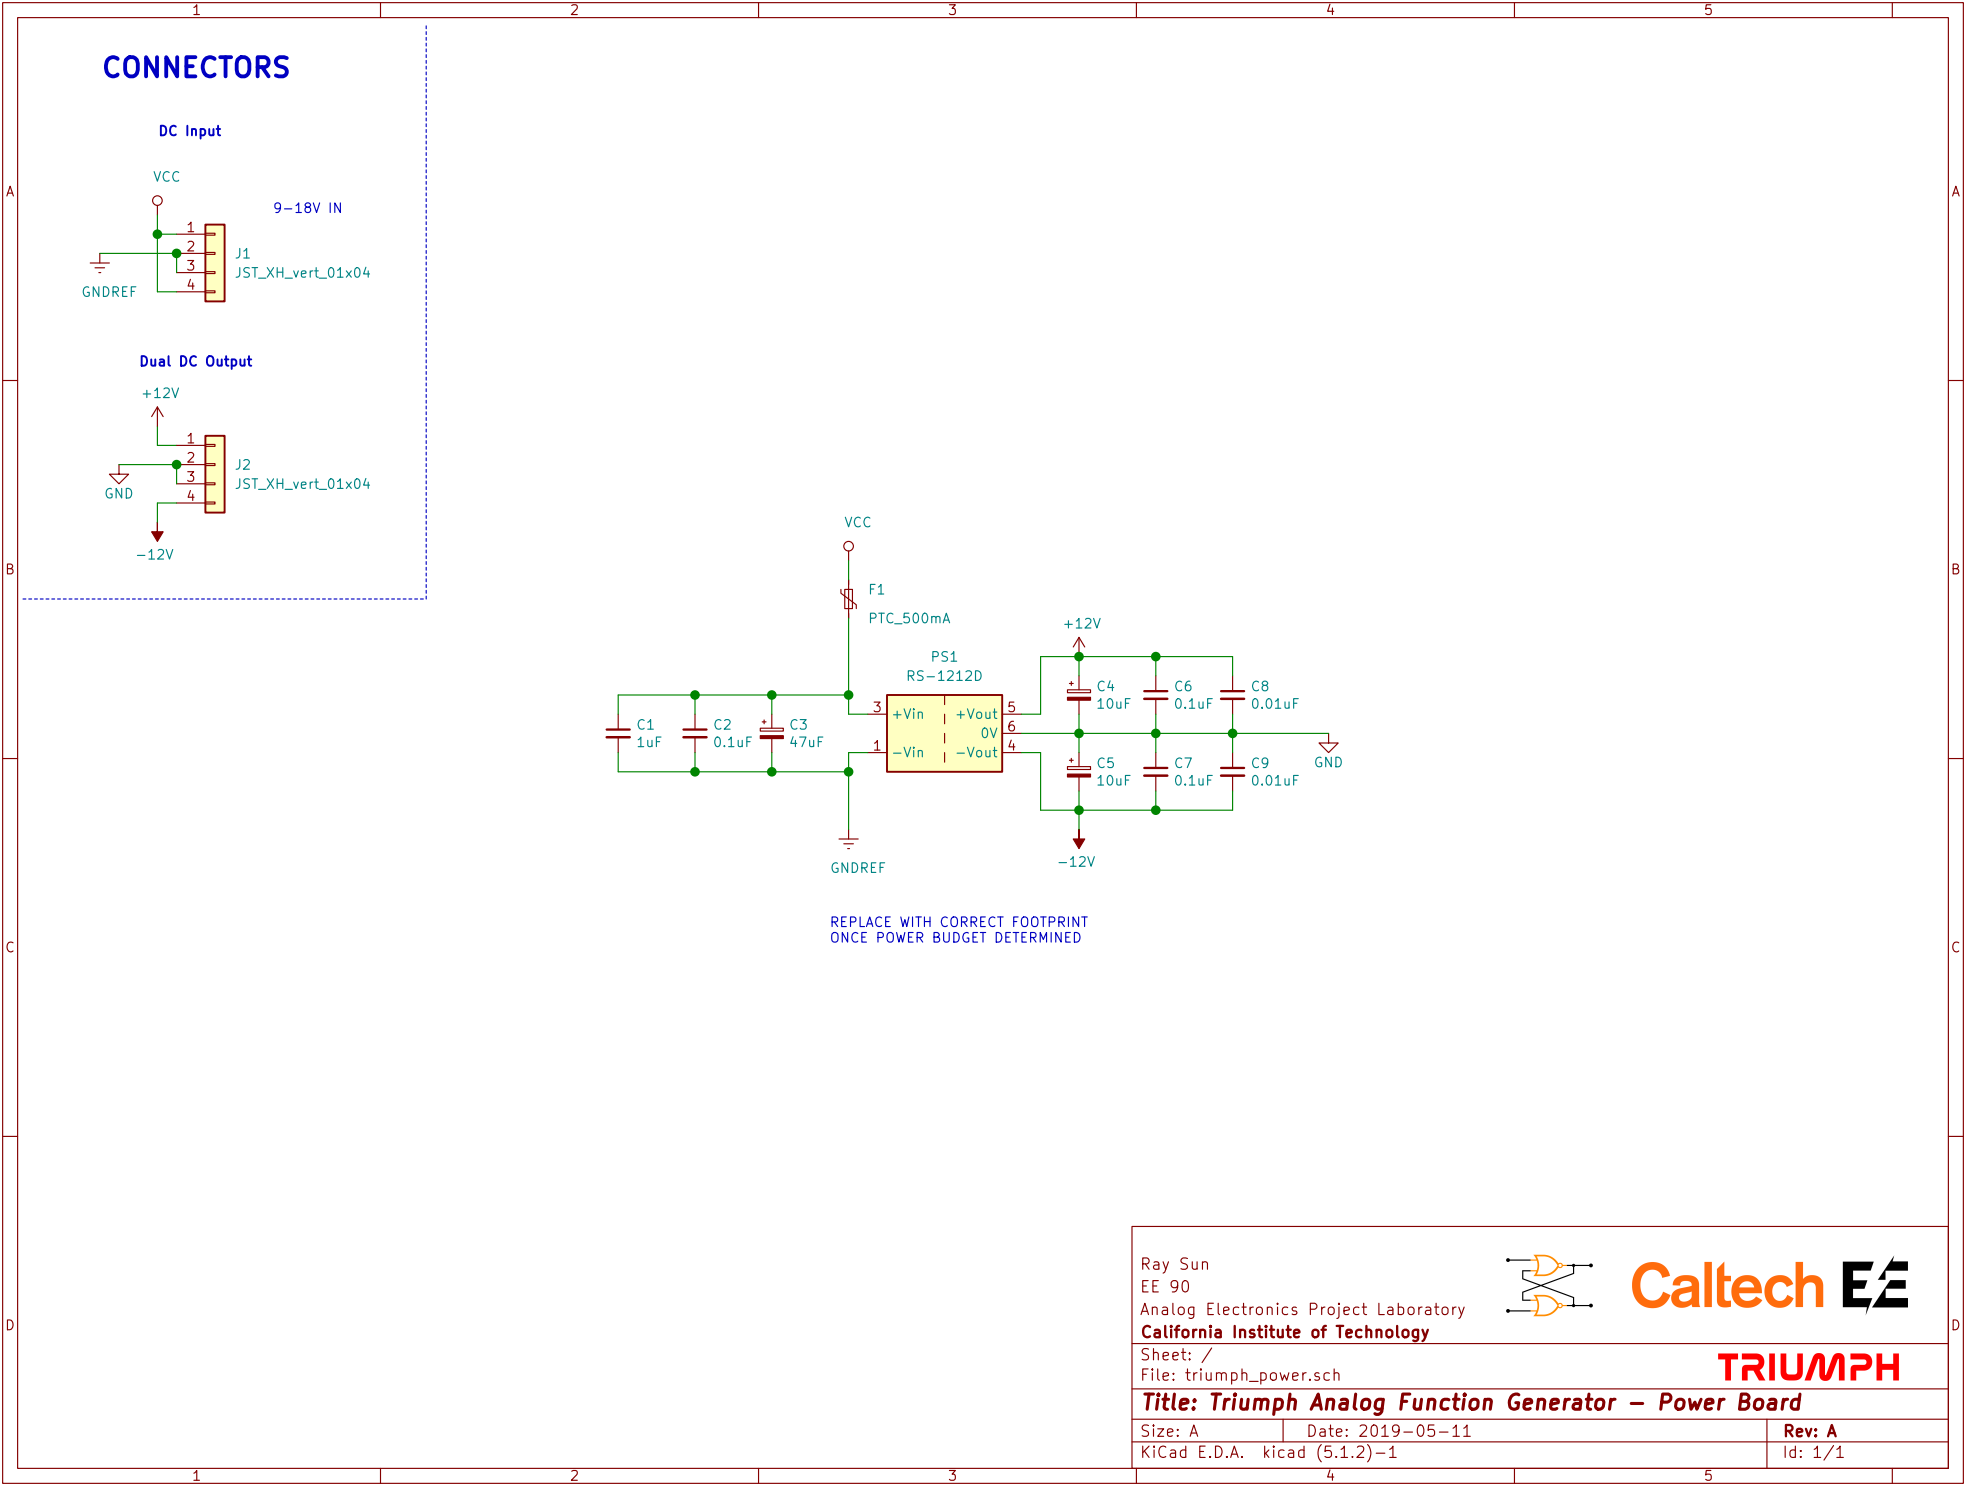 1 2 3 4 5
A A
B B
C C
D D
1 2 3 4 5
CONNECTORS
DC Input
VCC
9-18V IN
1
2
3
4
J1
JST_XH_vert_01x04
GNDREF
Dual DC Output
+12V
1
2
3
4
J2
JST_XH_vert_01x04
GND
-12V
VCC
F1
PTC_500mA
PS1
RS-1212D
3 +Vin
1 -Vin
+Vout 5
0V 6
-Vout 4
C1
1uF
C2
0.1uF
+
C3
47uF
GNDREF
+12V
+
C4
10uF
C6
0.1uF
C8
0.01uF
+
C5
10uF
C7
0.1uF
C9
0.01uF
GND
-12V
REPLACE WITH CORRECT FOOTPRINT
ONCE POWER BUDGET DETERMINED
Ray Sun
EE 90
Analog Electronics Project Laboratory
California Institute of Technology
Caltech EE
Sheet: /
File: triumph_power.sch
TRIUMPH
Title: Triumph Analog Function Generator - Power Board
Size: A Date: 2019-05-11 Rev: A
KiCad E.D.A. kicad (5.1.2)-1 Id: 1/1